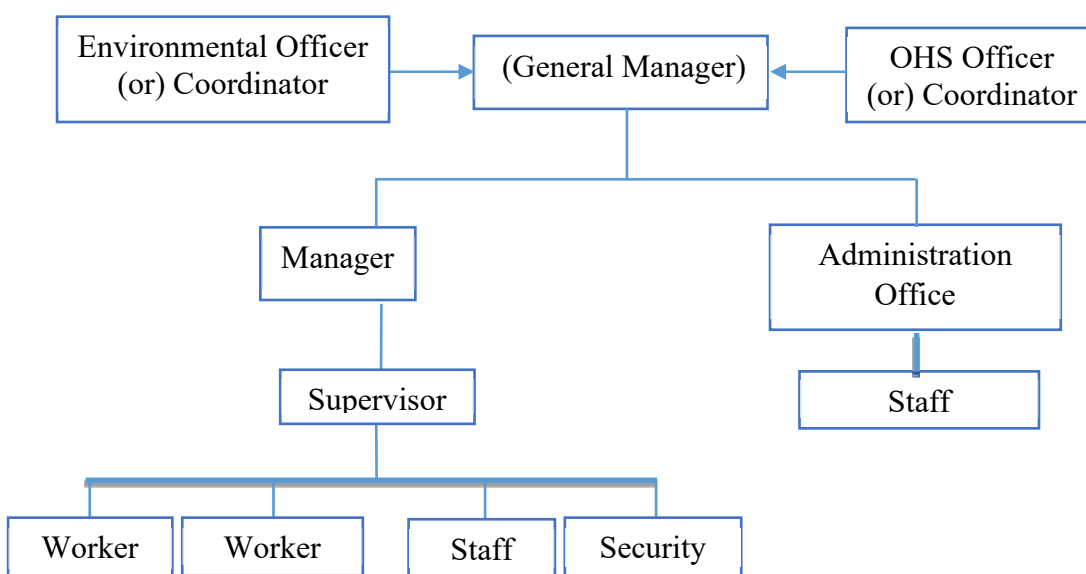 Environmental Officer
(or) Coordinator
(General Manager)
OHS Officer
(or) Coordinator
Manager
Administration
Office
Supervisor
Staff
Worker
Worker
Staff
Security